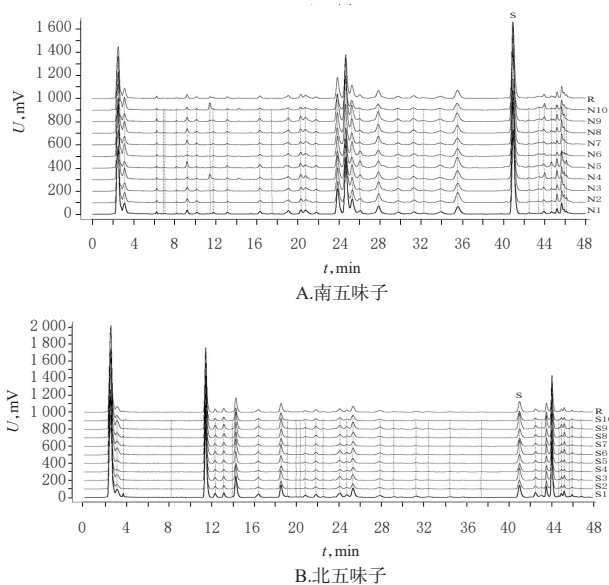 S
1 600
1 400
1 200
1 000
800
600
400
200
0
U,mV
R
N10
N9
N8
N7
N6
N5
N4
N3
N2
N1
0 4 8 12 16 20 24 28 32 36 40 44 48
t,min
A.南五味子
2 000
1 800
1 600
1 400
1 200
1 000
800
600
400
200
0
U,mV
S
R
S10
S9
S8
S7
S6
S5
S4
S3
S2
S1
0 4 8 12 16 20 24 28 32 36 40 44 48
t,min
B.北五味子